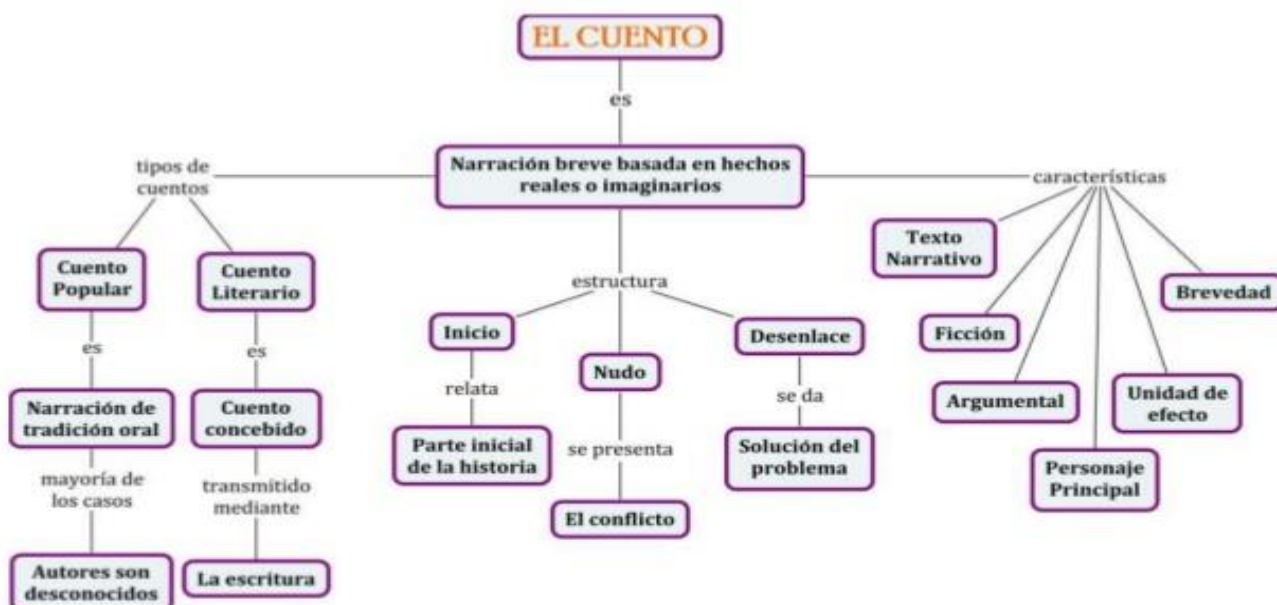 EL CUENTO
es
Narración breve basada en hechos
reales o imaginarios
tipos de
cuentos
Cuento
Popular
es
Narración de
tradición oral
mayoría de
los casos
Autores son
desconocidos
Cuento
Literario
es
Cuento
concebido
transmitido
mediante
La escritura
estructura
Inicio
relata
Parte inicial
de la historia
Nudo
se presenta
El conflicto
Desenlace
se da
Solución del
problema
características
Texto
Narrativo
Ficción
Argumental
Personaje
Principal
Unidad de
efecto
Brevedad